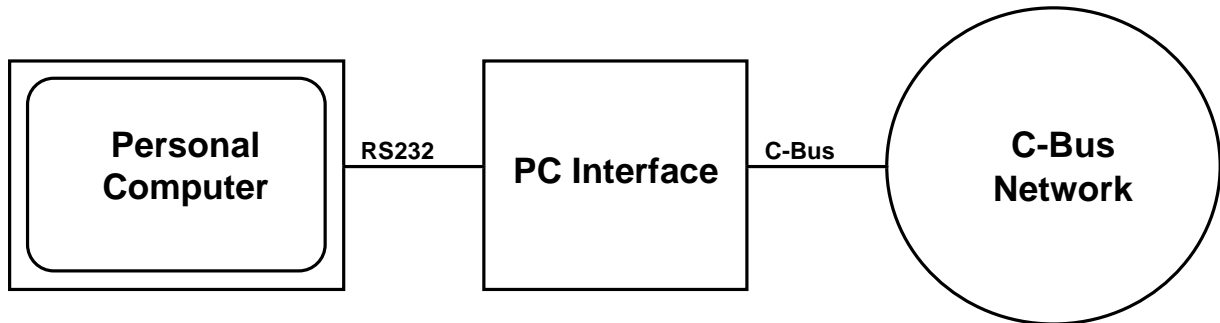 Personal
Computer
RS232
PC Interface
C-Bus
C-Bus
Network